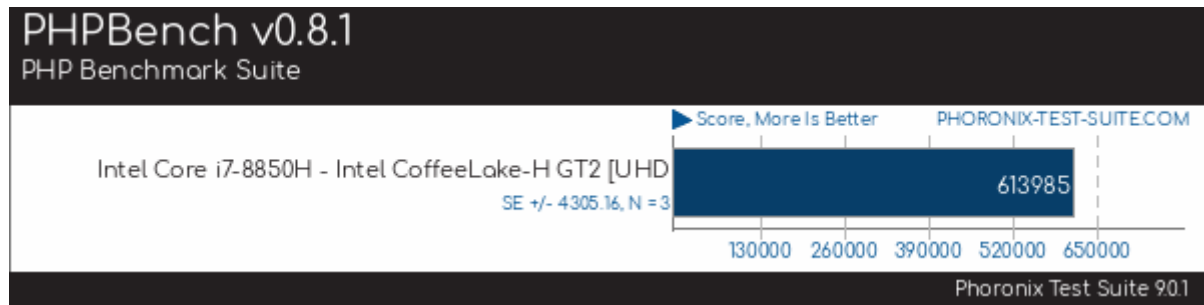 PHPBench v0.8.1
PHP Benchmark Suite
Score, More Is Better
PHORONIX-TEST-SUITE.COM
Intel Core i7-8850H - Intel CoffeeLake-H GT2 [UHD
613985
SE +/- 4305.16, N = 3
130000 260000 390000 520000 650000
Phoronix Test Suite 9.0.1